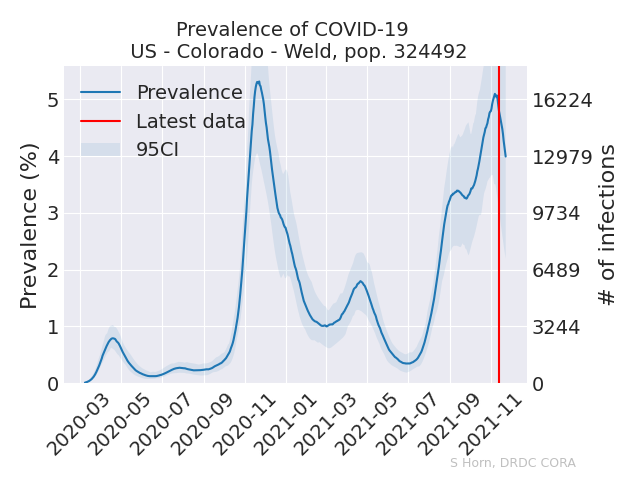 Prevalence of COVID-19
US - Colorado - Weld, pop. 324492
Prevalence
Latest data
95CI
Prevalence (%)
5
4
3
2
1
0
16224
12979
9734
6489
3244
0
# of infections
2020-03
2020-05
2020-07
2020-09
2020-11
2021-01
2021-03
2021-05
2021-07
2021-09
2021-11
S Horn, DRDC CORA